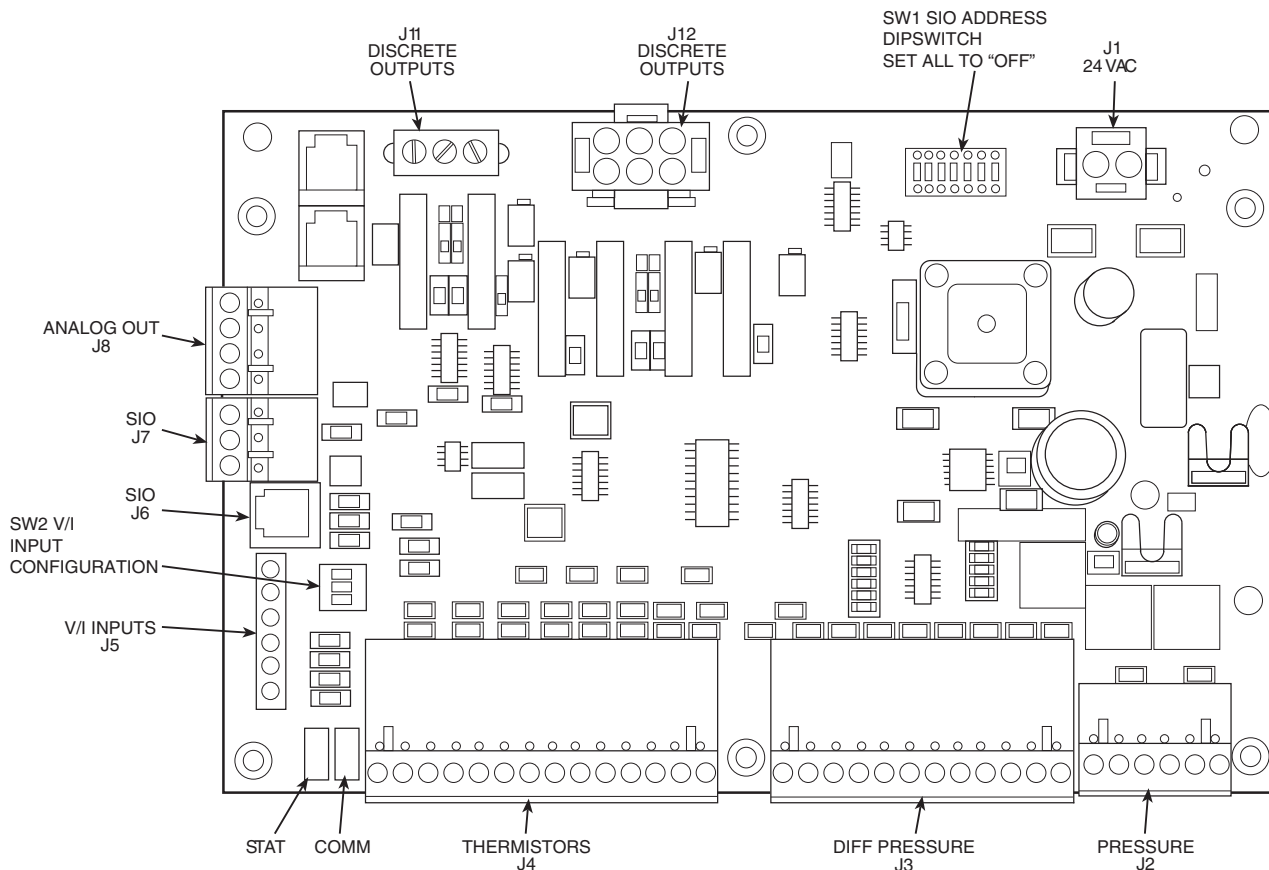 J11
DISCRETE
OUTPUTS
J12
DISCRETE
OUTPUTS
SW1 SIO ADDRESS
DIPSWITCH
SET ALL TO “OFF”
J1
24 VAC
ANALOG OUT
J8
SIO
J7
SIO
J6
SW2 V/I
INPUT
CONFIGURATION
V/I INPUTS
J5
STAT
COMM
THERMISTORS
J4
DIFF PRESSURE
J3
PRESSURE
J2